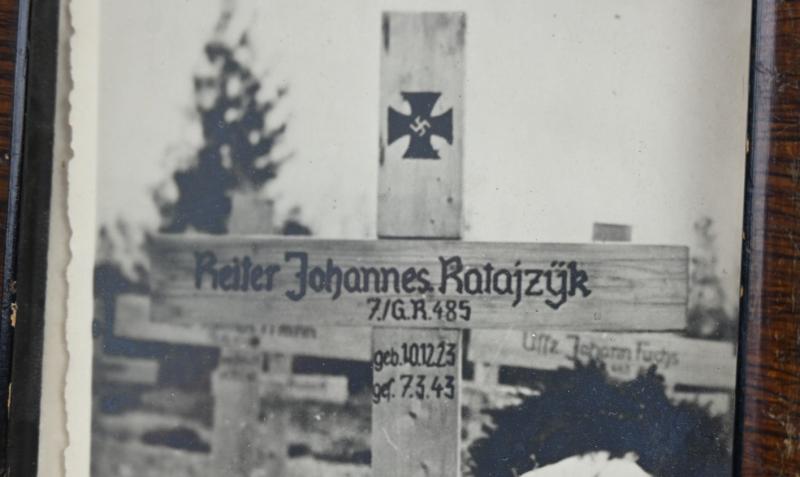 Reiter Johannes Ratajzÿk
7./G.R.485
geb. 10.12.23
gef. 7.3.43
Uffz. Johann Fuchs